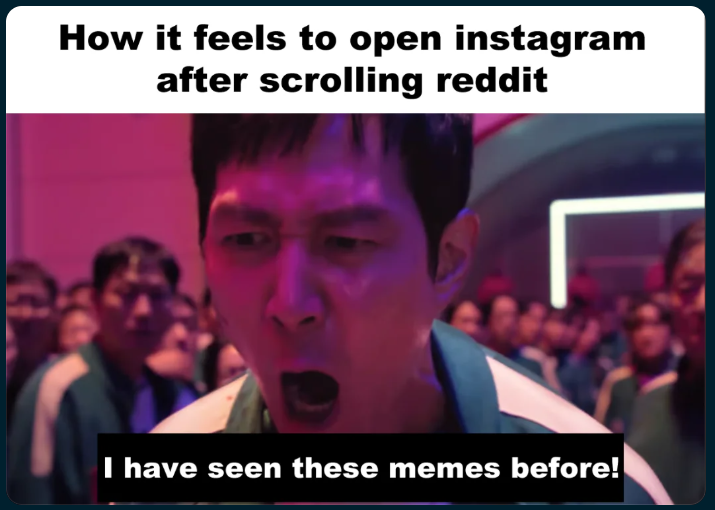 How it feels to open instagram
after scrolling reddit
I have seen these memes before!